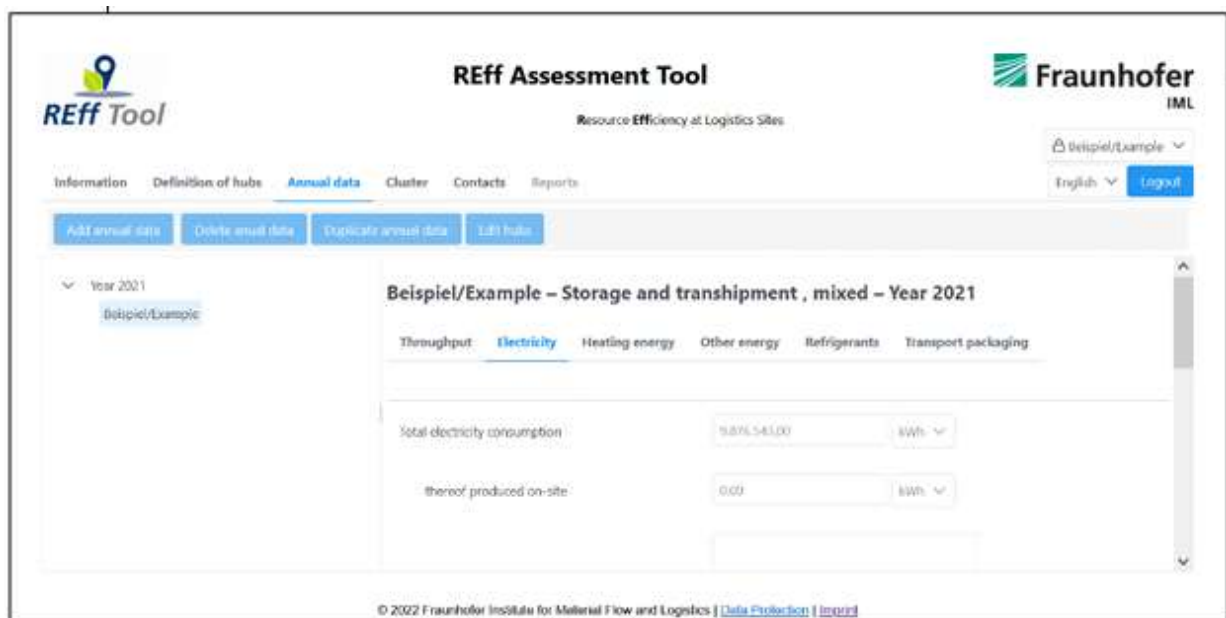 REff Tool
REff Assessment Tool
Resource Efficiency at Logistics Sites
Fraunhofer
IML
Beispiel/Example
Information Definition of hubs Annual data Cluster Contacts Reports
English Logout
Add annual data Delete anual data Duplicate annual data Edit hubs
Year 2021
Beispiel/Example
Beispiel/Example – Storage and transhipment , mixed – Year 2021
Throughput Electricity Heating energy Other energy Refrigerants Transport packaging
Total electricity consumption kWh
thereof produced on-site 0,00 kWh
© 2022 Fraunhofer Institute for Material Flow and Logistics | Data Protection | Imprint